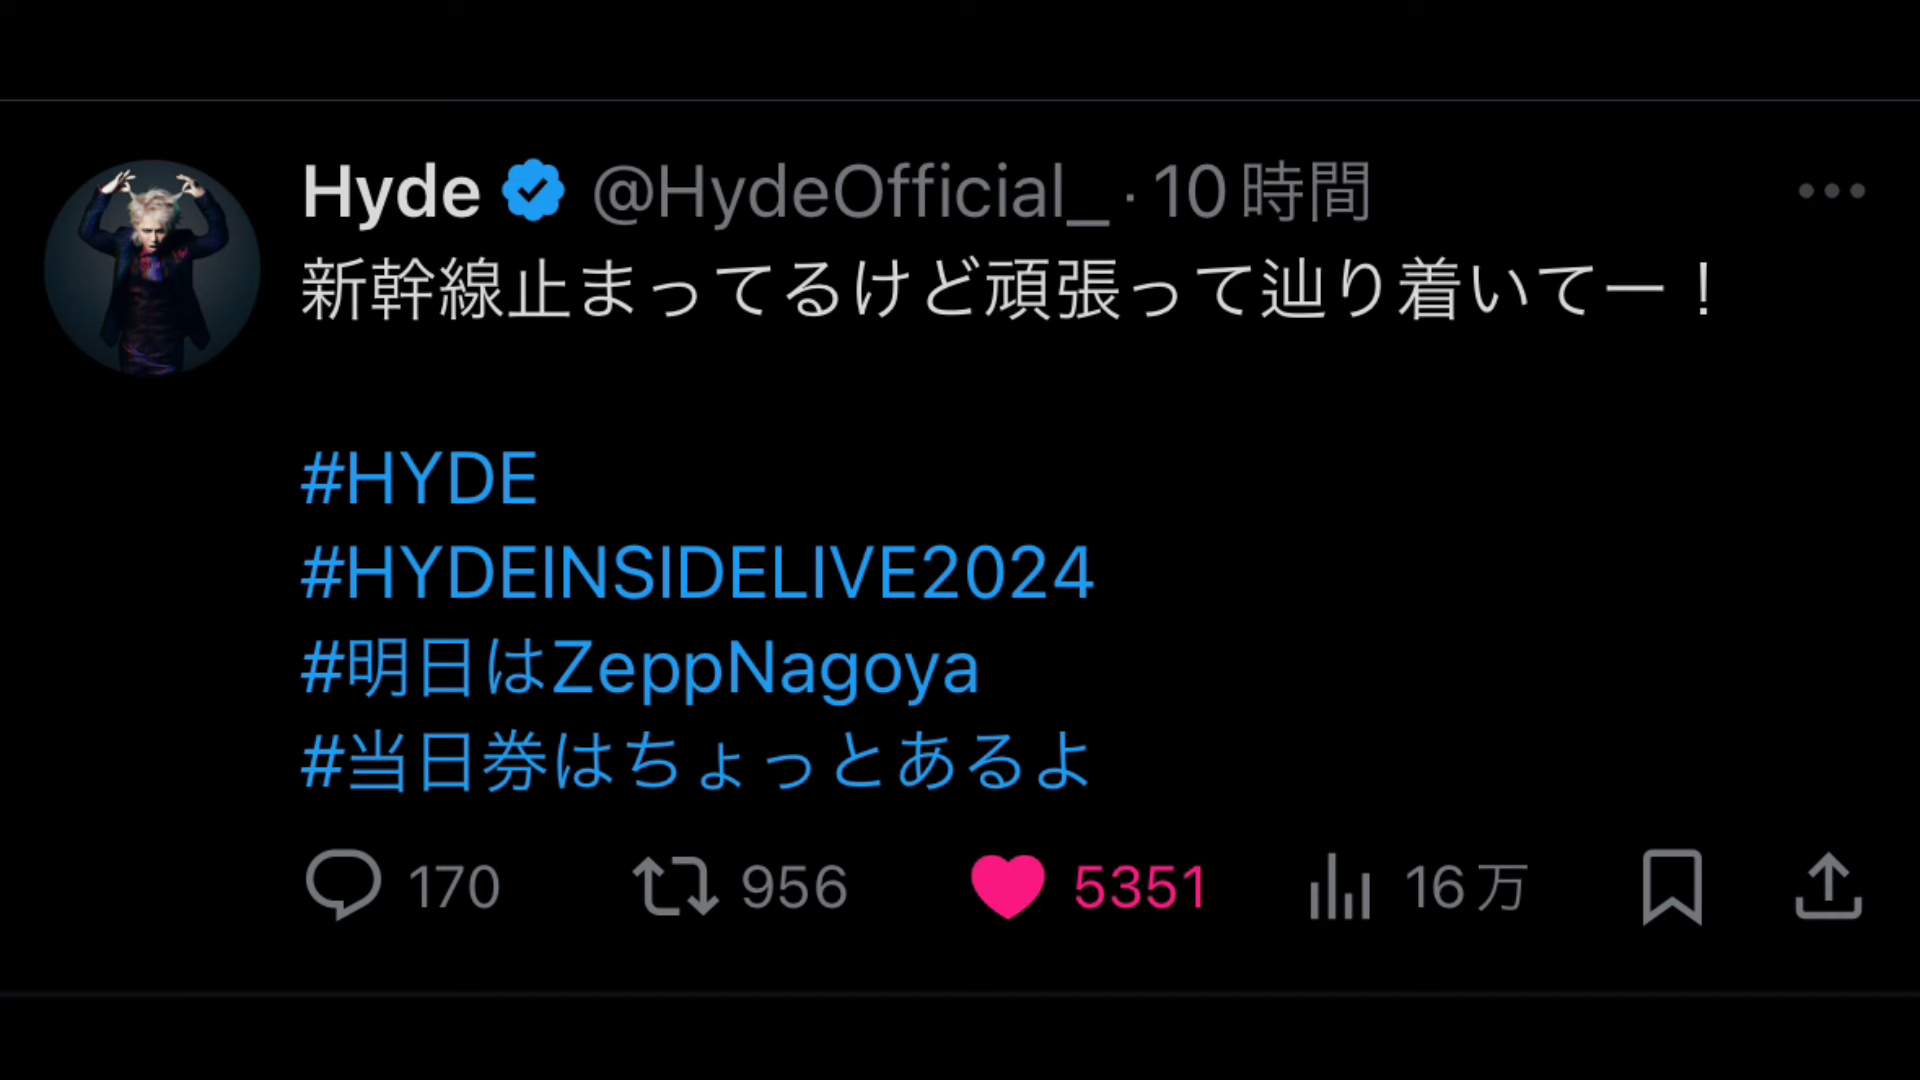 Hyde @HydeOfficial_ · 10時間
新幹線止まってるけど頑張って辿り着いてー！
#HYDE
#HYDEINSIDELIVE2024
#明日はZeppNagoya
#当日券はちょっとあるよ
170 956 5351 16万